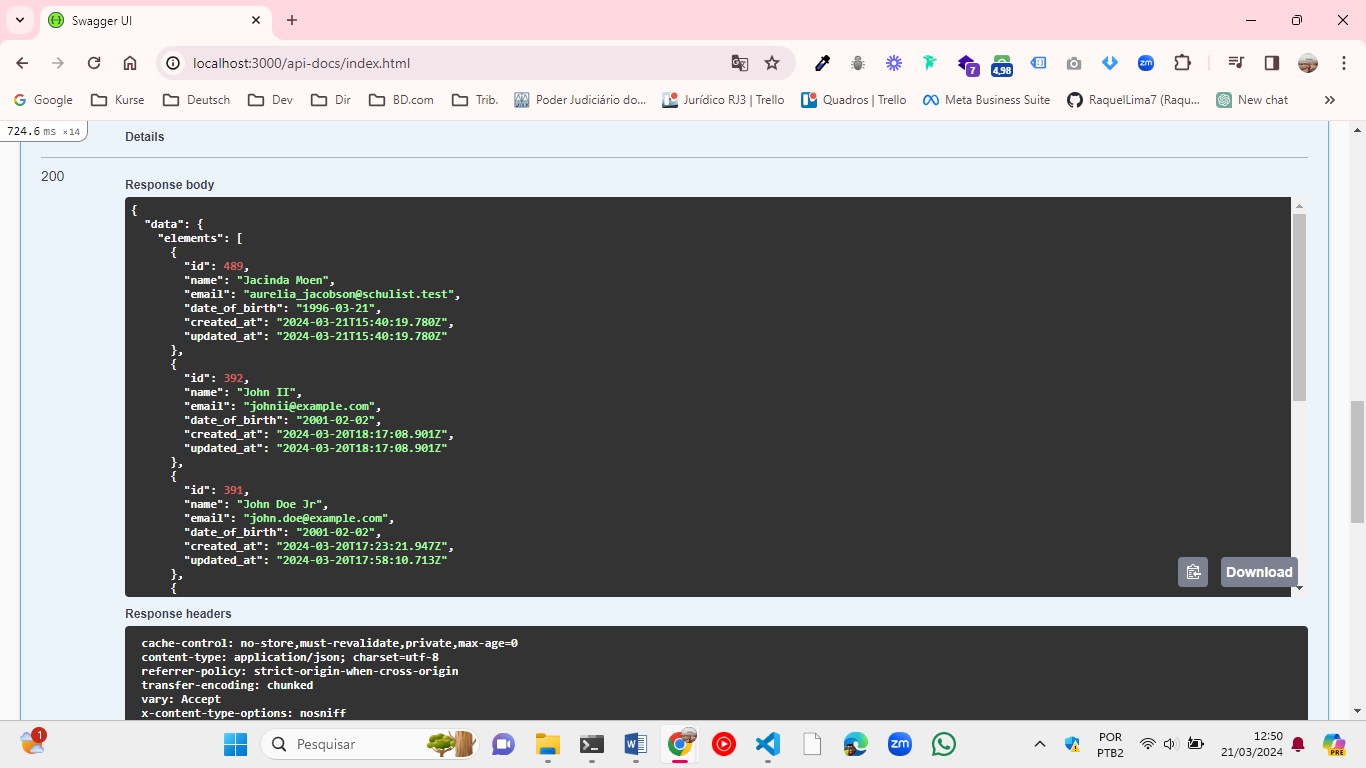 Swagger UI
localhost:3000/api-docs/index.html
7
4,98
zm
Google
Kurse
Deutsch
Dev
Dir
BD.com
Trib.
Poder Judiciário do...
Jurídico RJ3 | Trello
Quadros | Trello
Meta Business Suite
RaquelLima7 (Raqu...
New chat
724.6 ms ×14
Details
200
Response body
{
"data": {
"elements": [
{
"id": 489,
"name": "Jacinda Moen",
"email": "aurelia_jacobson@schulist.test",
"date_of_birth": "1996-03-21",
"created_at": "2024-03-21T15:40:19.780Z",
"updated_at": "2024-03-21T15:40:19.780Z"
},
{
"id": 392,
"name": "John II",
"email": "johnii@example.com",
"date_of_birth": "2001-02-02",
"created_at": "2024-03-20T18:17:08.901Z",
"updated_at": "2024-03-20T18:17:08.901Z"
},
{
"id": 391,
"name": "John Doe Jr",
"email": "john.doe@example.com",
"date_of_birth": "2001-02-02",
"created_at": "2024-03-20T17:23:21.947Z",
"updated_at": "2024-03-20T17:58:10.713Z"
},
{
Download
Response headers
cache-control: no-store,must-revalidate,private,max-age=0
content-type: application/json; charset=utf-8
referrer-policy: strict-origin-when-cross-origin
transfer-encoding: chunked
vary: Accept
x-content-type-options: nosniff
1
Pesquisar
zm
POR
PTB2
12:50
21/03/2024
PRE